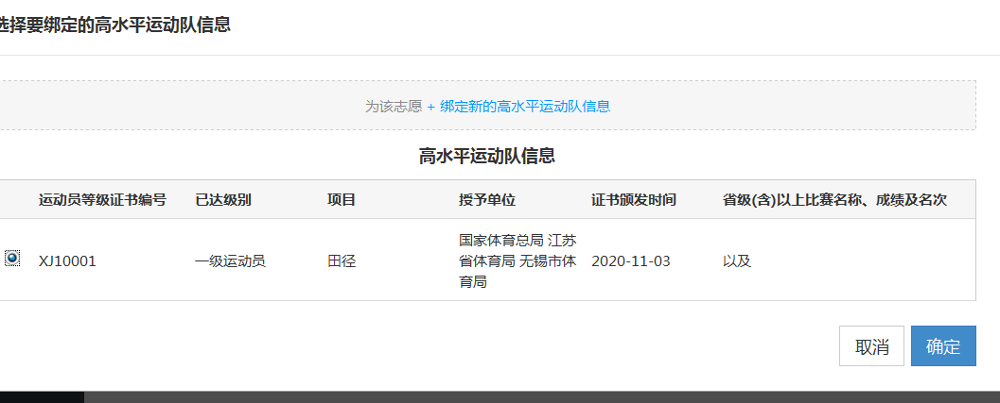 选择要绑定的高水平运动队信息
为该志愿 + 绑定新的高水平运动队信息
高水平运动队信息
运动员等级证书编号 已达级别 项目 授予单位 证书颁发时间 省级(含)以上比赛名称、成绩及名次
XJ10001 一级运动员 田径 国家体育总局 江苏 2020-11-03 以及
省体育局 无锡市体
育局
取消 确定